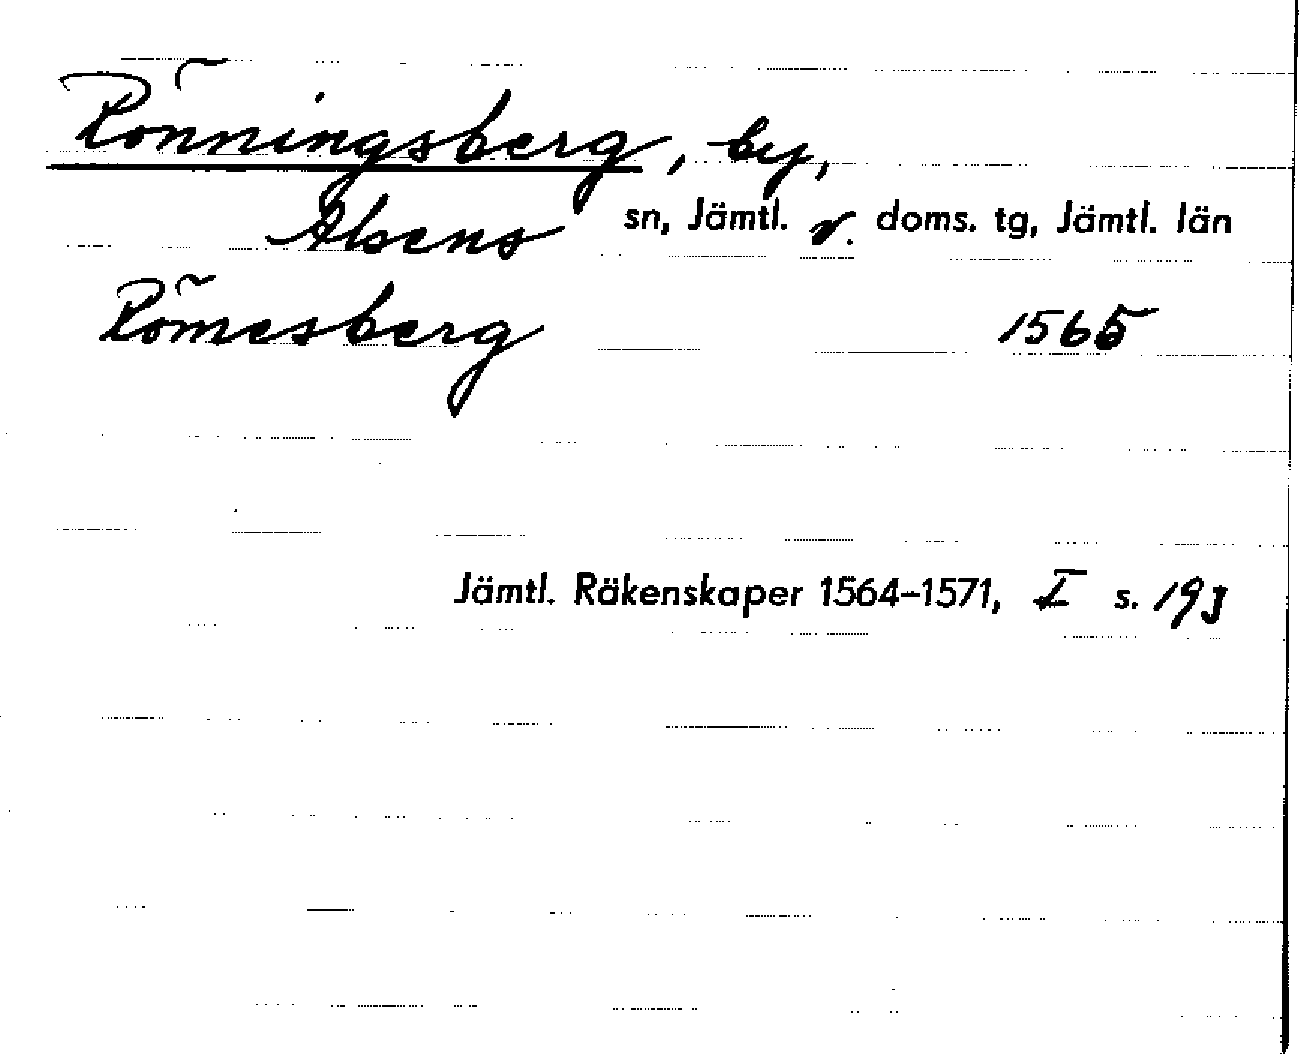 Rönningsberg, by,
Alsens sn, Jämtl. v. doms. tg, Jämtl. län
Römesberg 1565
Jämtl. Räkenskaper 1564-1571, I s. 193